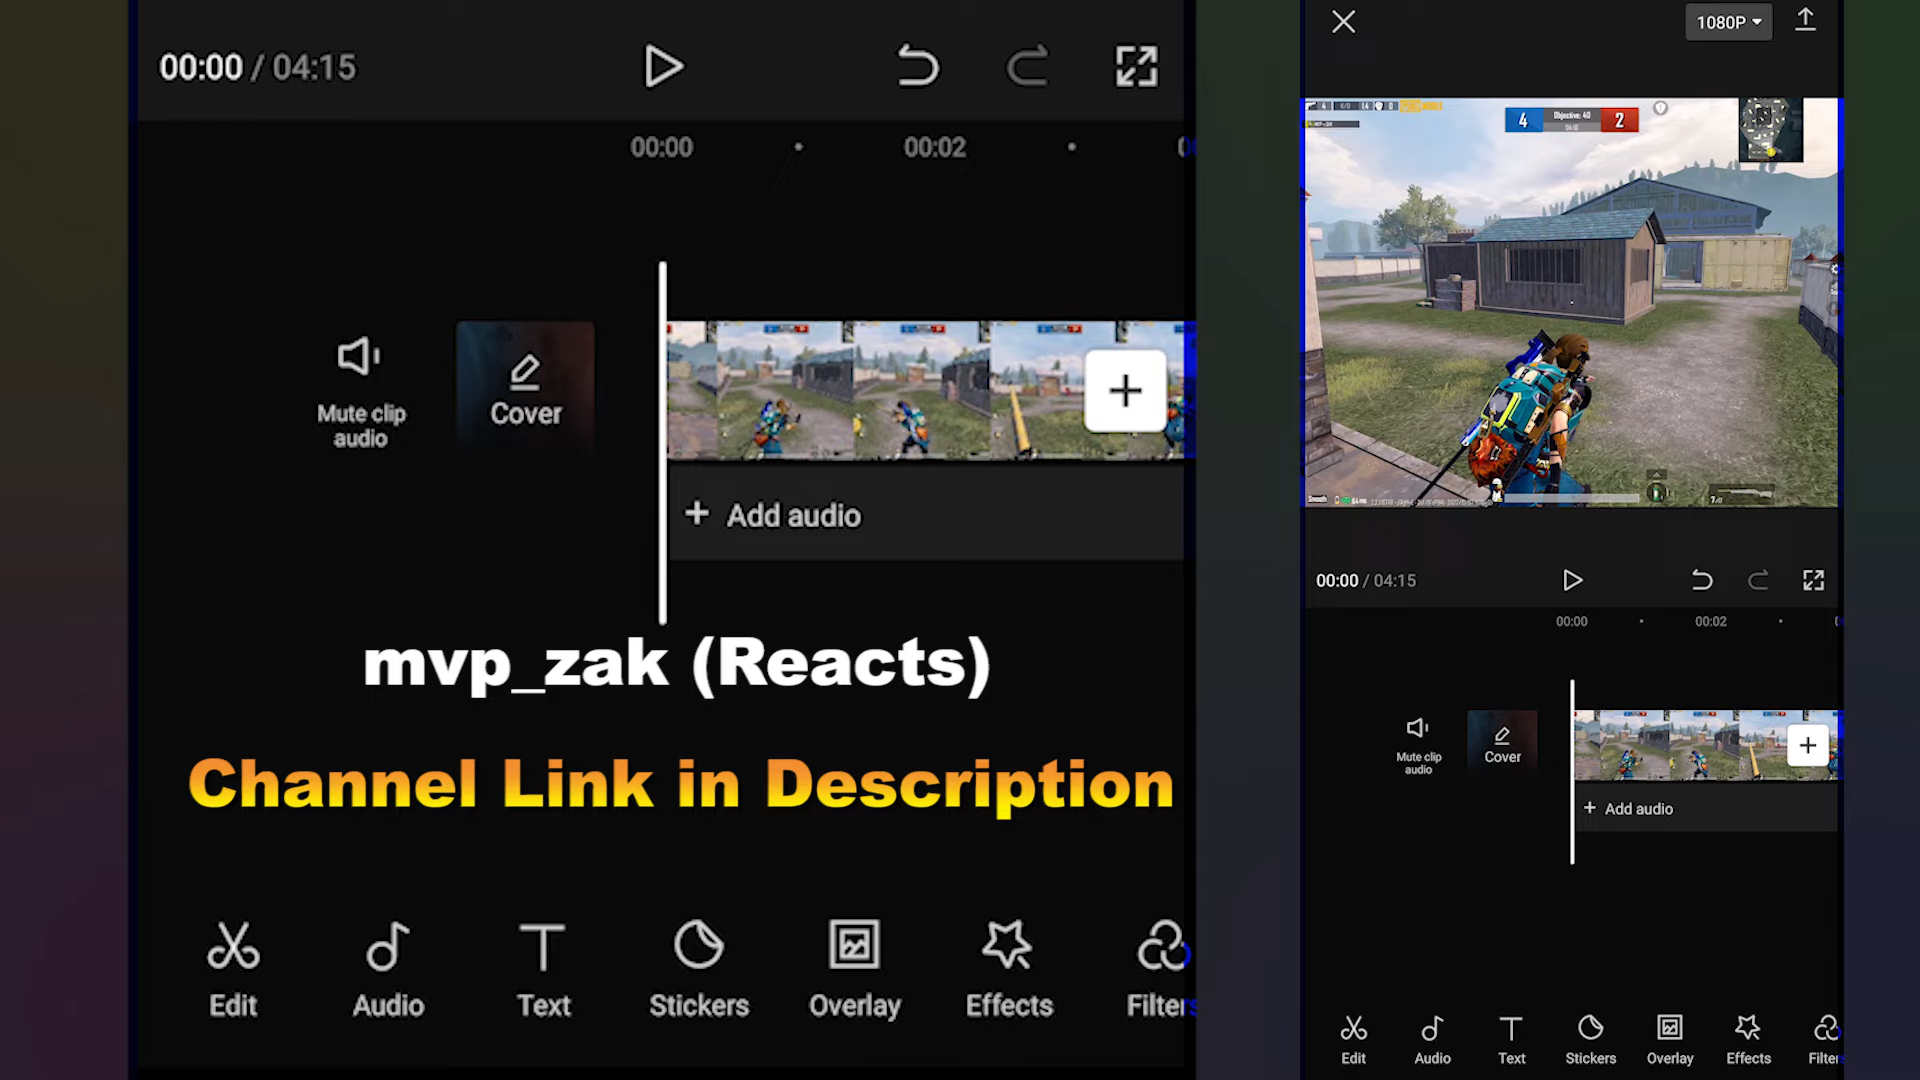 00:00 / 04:15
00:00
00:02
Mute clip
audio
Cover
+ Add audio
mvp_zak (Reacts)
Channel Link in Description
Edit
Audio
Text
Stickers
Overlay
Effects
Filters
1080P
4
Objective: 40
2
00:00 / 04:15
00:00
00:02
Mute clip
audio
Cover
+ Add audio
Edit
Audio
Text
Stickers
Overlay
Effects
Filter